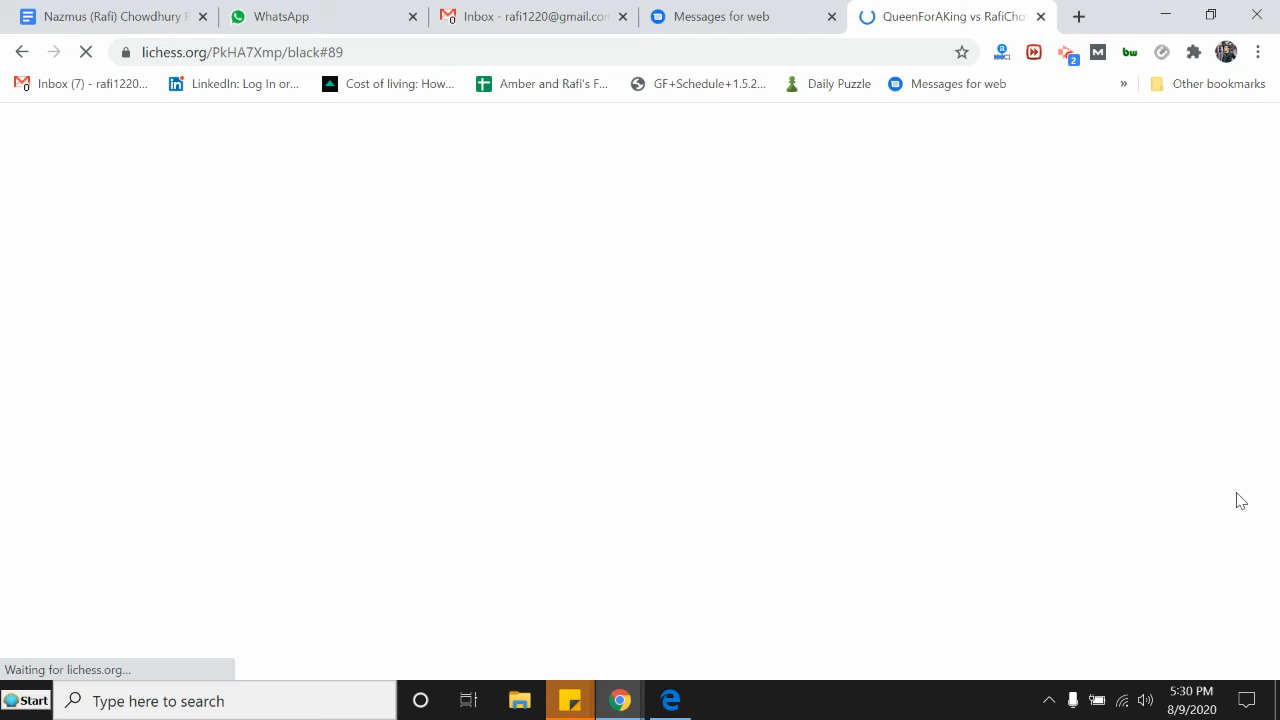 Nazmus (Rafi) Chowdhury
WhatsApp
Inbox - rafi1220@gmail.com
Messages for web
QueenForAKing vs RafiCho
lichess.org/PkHA7Xmp/black#89
2
Inbox (7) - rafi1220...
LinkedIn: Log In or...
Cost of living: How...
Amber and Rafi's F...
GF+Schedule+1.5.2...
Daily Puzzle
Messages for web
»
Other bookmarks
Waiting for lichess.org...
Start
Type here to search
5:30 PM
8/9/2020